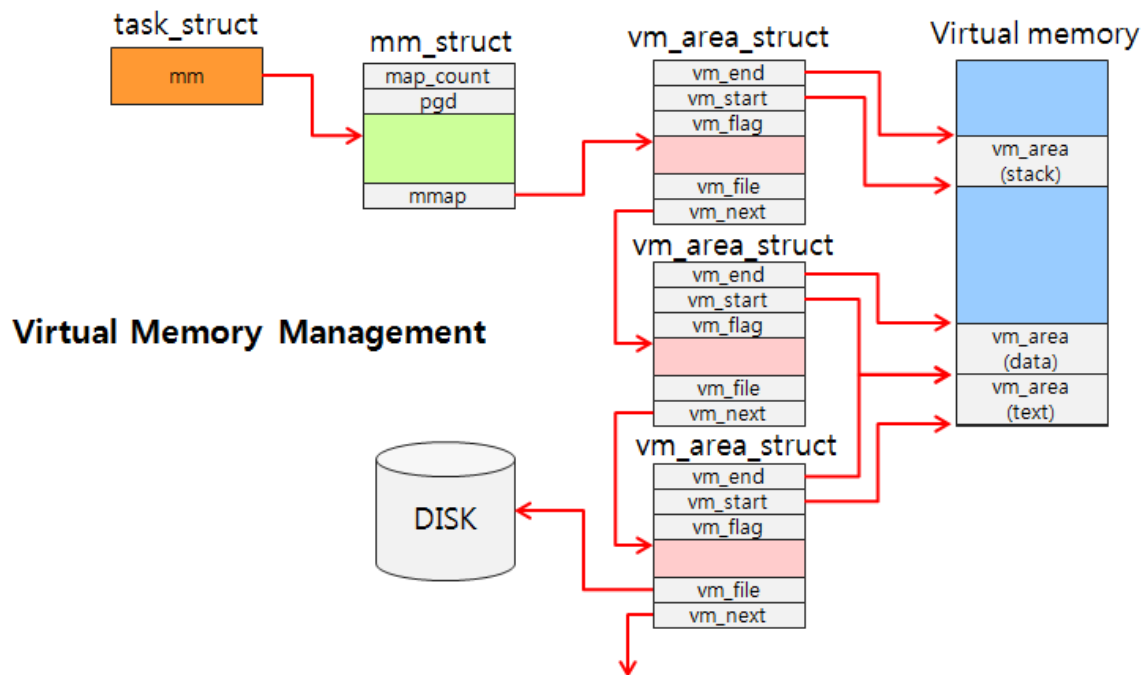 task_struct
mm
mm_struct
map_count
pgd
mmap
vm_area_struct
vm_end
vm_start
vm_flag
vm_file
vm_next
vm_area_struct
vm_end
vm_start
vm_flag
vm_file
vm_next
vm_area_struct
vm_end
vm_start
vm_flag
vm_file
vm_next
Virtual memory
vm_area
(stack)
vm_area
(data)
vm_area
(text)
Virtual Memory Management
DISK